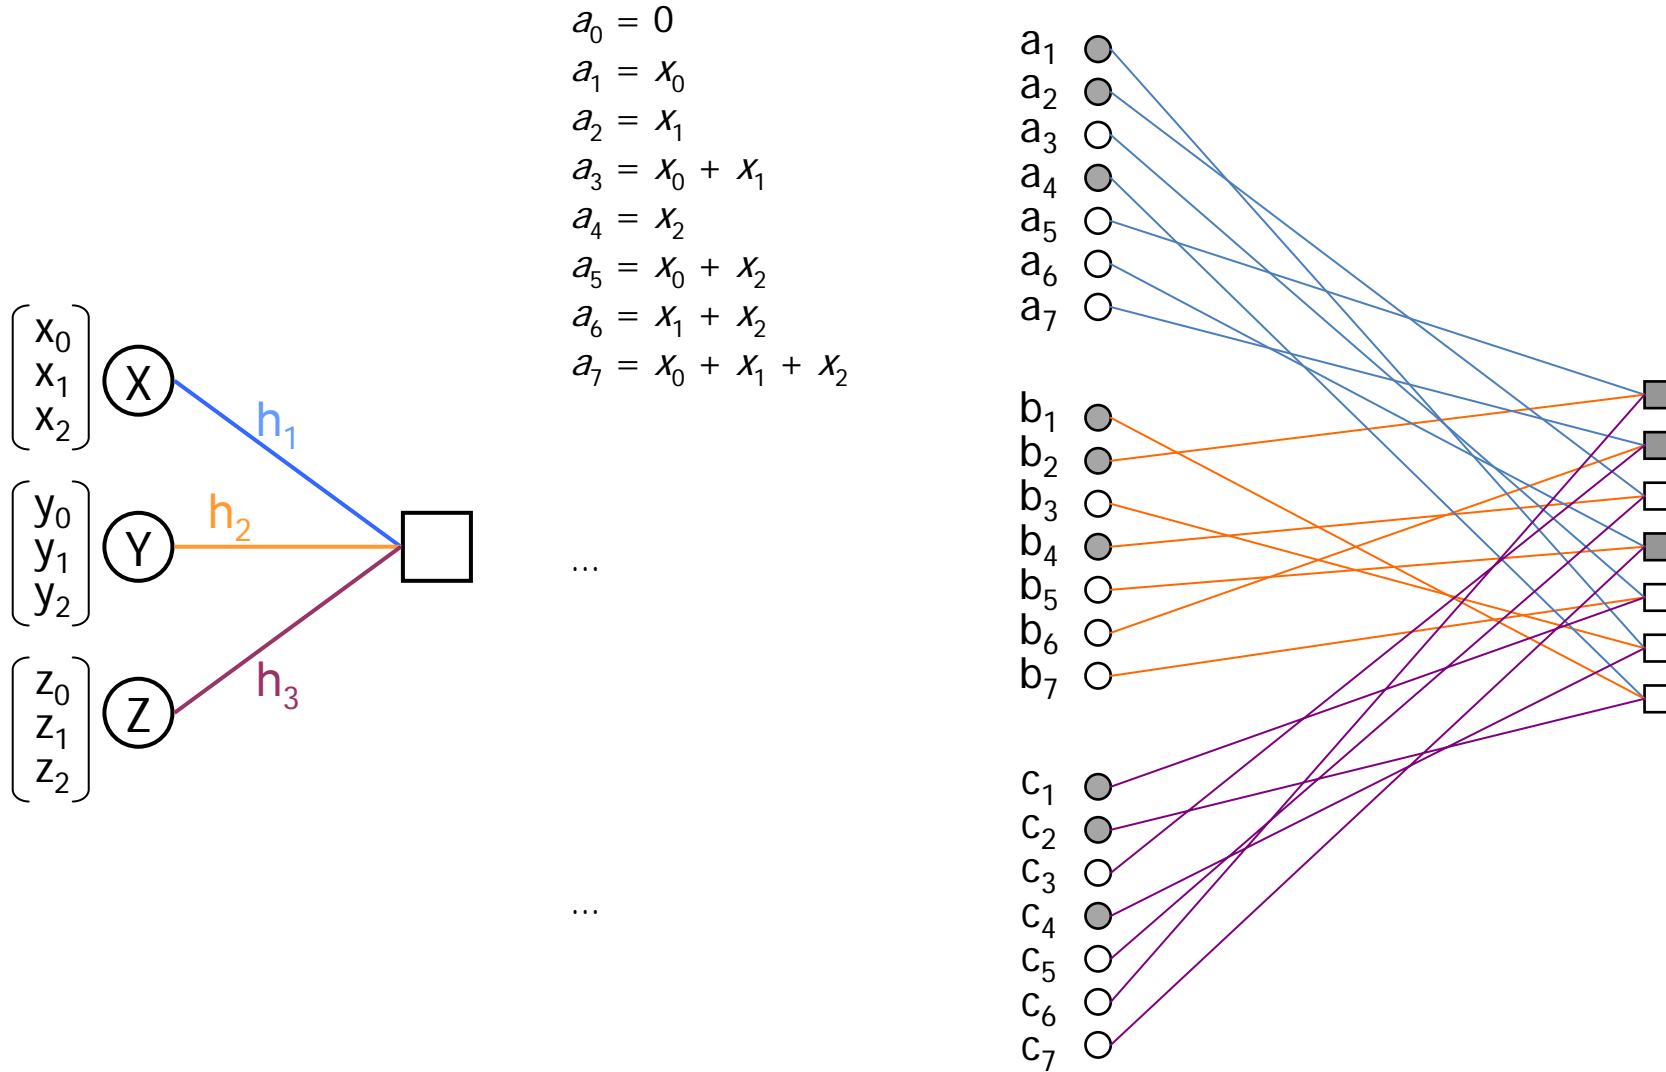 x₀
x₁
x₂
X
h₁
y₀
y₁
y₂
Y
h₂
z₀
z₁
z₂
Z
h₃
a₀ = 0
a₁ = x₀
a₂ = x₁
a₃ = x₀ + x₁
a₄ = x₂
a₅ = x₀ + x₂
a₆ = x₁ + x₂
a₇ = x₀ + x₁ + x₂
...
...
a₁
a₂
a₃
a₄
a₅
a₆
a₇
b₁
b₂
b₃
b₄
b₅
b₆
b₇
c₁
c₂
c₃
c₄
c₅
c₆
c₇